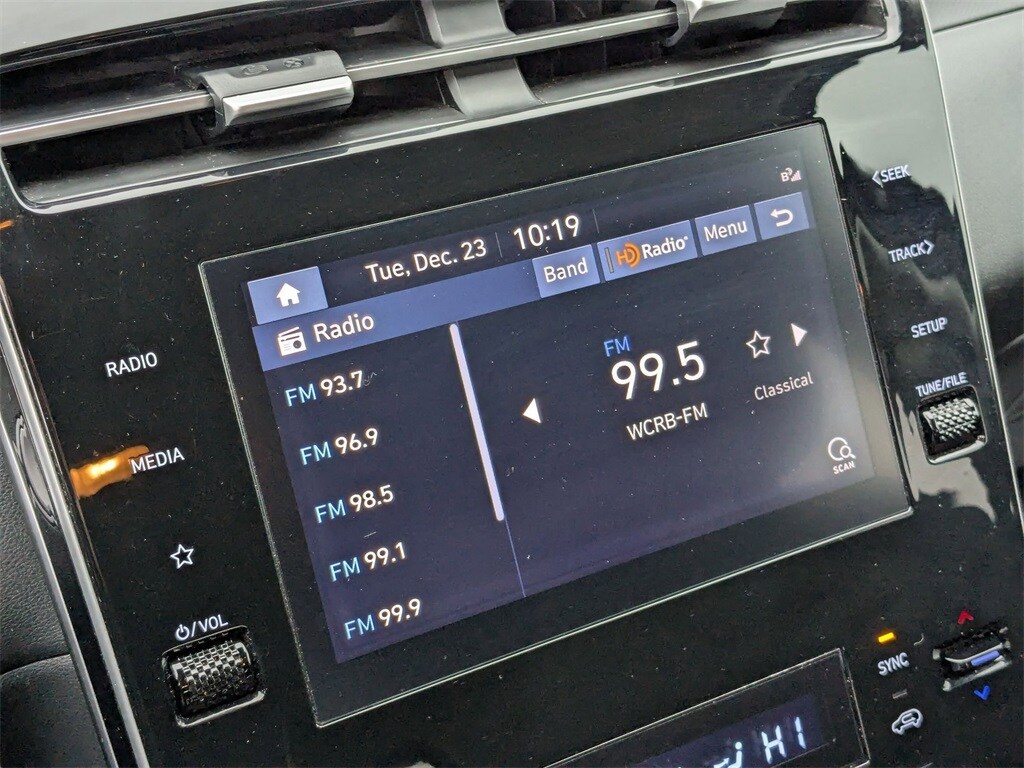 B
Tue, Dec. 23
10:19
Band
HD Radio
Menu
Radio
FM 93.7
FM 96.9
FM 98.5
FM 99.1
FM 99.9
FM
99.5
WCRB-FM
Classical
SCAN
RADIO
MEDIA
/VOL
<SEEK
TRACK>
SETUP
TUNE/FILE
SYNC
HI